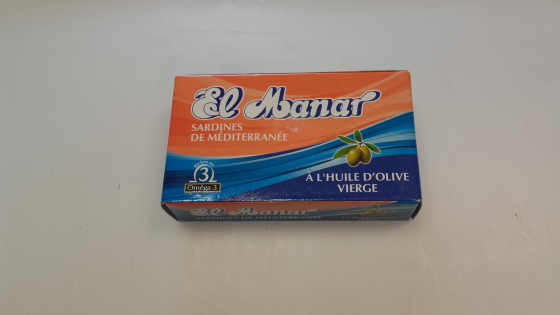 El Manar
SARDINES
DE MÉDITERRANÉE
3
Oméga 3
À L'HUILE D'OLIVE
VIERGE
El Manar
SARDINES DE MÉDITERRANÉE